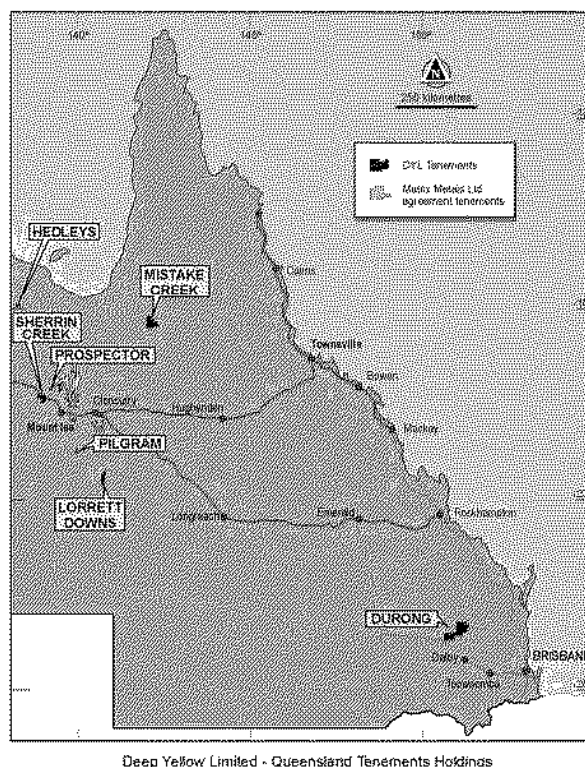 140°
N
250 kilometres
DYL Tenements
Matrix Metals Ltd
agreement tenements
HEDLEYS
Cairns
MISTAKE
CREEK
SHERRIN
CREEK
PROSPECTOR
Townsville
Bowen
Cloncurry
Hughenden
Mount Isa
Mackay
PILGRAM
LORRETT
DOWNS
Longreach
Emerald
Rockhampton
DURONG
Dalby
BRISBANE
Toowoomba
Deep Yellow Limited - Queensland Tenements Holdings